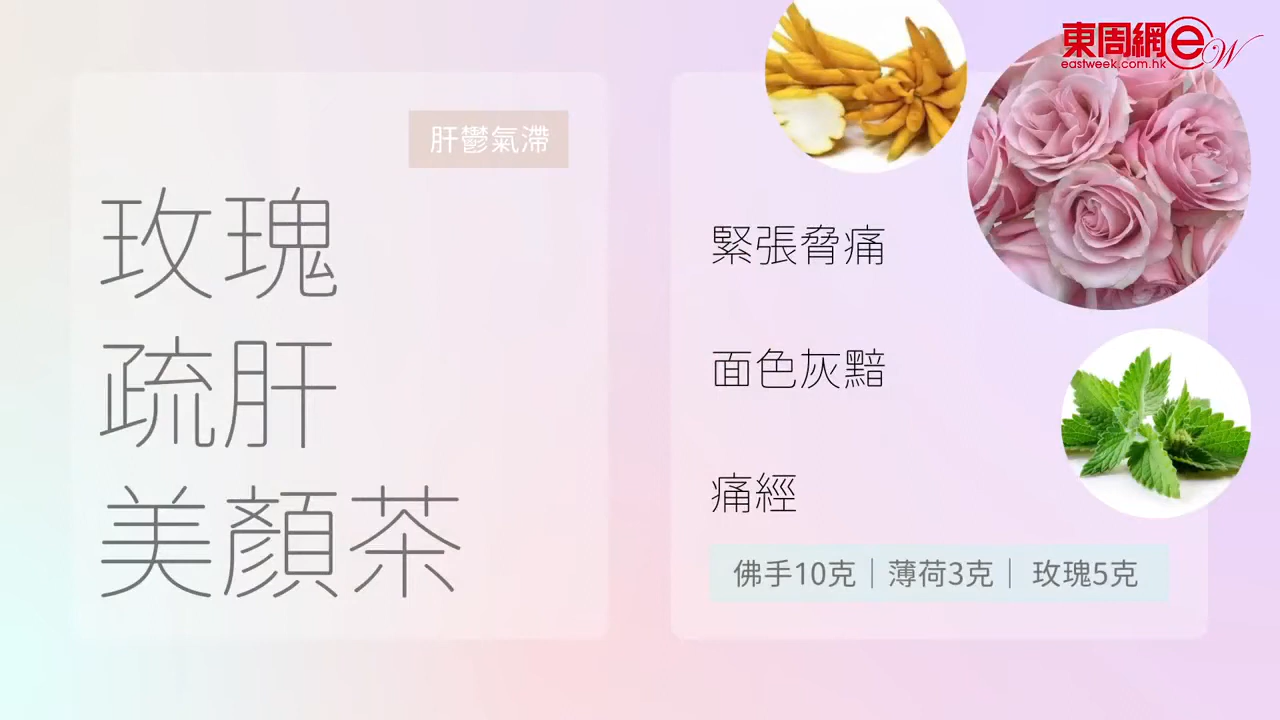 肝鬱氣滯
玫瑰
疏肝
美顏茶
東周網eW
eastweek.com.hk
緊張脅痛
面色灰黯
痛經
佛手10克｜薄荷3克｜ 玫瑰5克